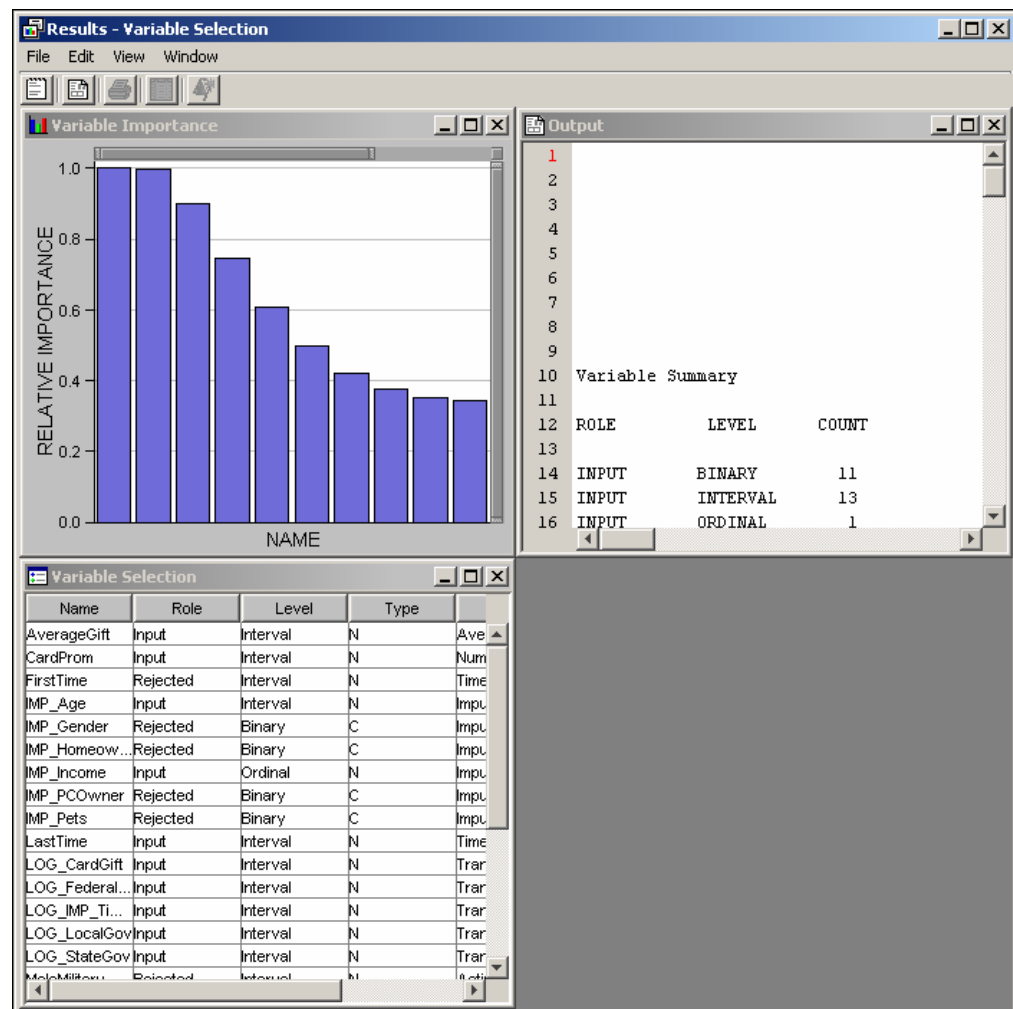 Results - Variable Selection
File Edit View Window
Variable Importance
1.0
0.8
0.6
0.4
0.2
0.0
RELATIVE IMPORTANCE
NAME
Output
1
2
3
4
5
6
7
8
9
10 Variable Summary
11
12 ROLE LEVEL COUNT
13
14 INPUT BINARY 11
15 INPUT INTERVAL 13
16 INPUT ORDINAL 1
Variable Selection
Name Role Level Type
AverageGift Input Interval N Ave
CardProm Input Interval N Num
FirstTime Rejected Interval N Time
IMP_Age Input Interval N Impu
IMP_Gender Rejected Binary C Impu
IMP_Homeow... Rejected Binary C Impu
IMP_Income Input Ordinal N Impu
IMP_PCOwner Rejected Binary C Impu
IMP_Pets Rejected Binary C Impu
LastTime Input Interval N Time
LOG_CardGift Input Interval N Tran
LOG_Federal... Input Interval N Tran
LOG_IMP_Ti... Input Interval N Tran
LOG_LocalGov Input Interval N Tran
LOG_StateGov Input Interval N Tran
MaleMilitary Rejected Interval N